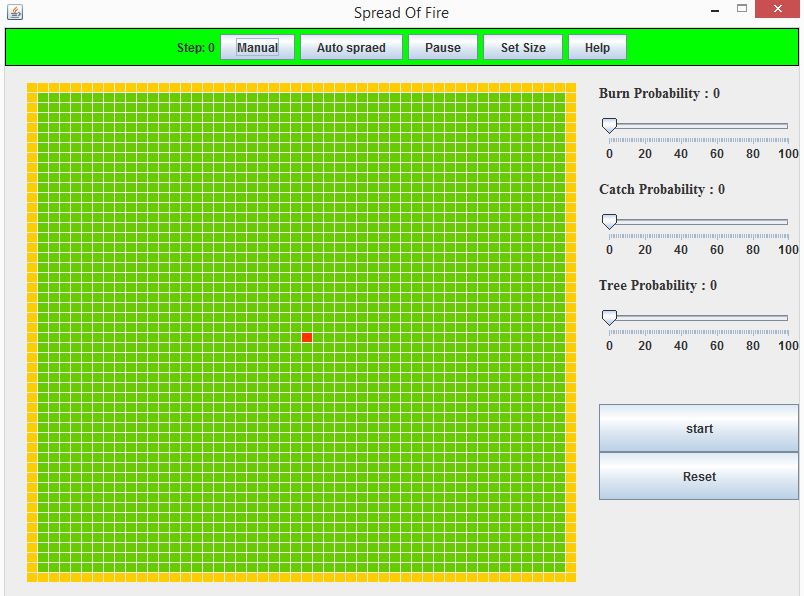 Spread Of Fire
Step: 0 Manual Auto spraed Pause Set Size Help
Burn Probability : 0
0 20 40 60 80 100
Catch Probability : 0
0 20 40 60 80 100
Tree Probability : 0
0 20 40 60 80 100
start
Reset